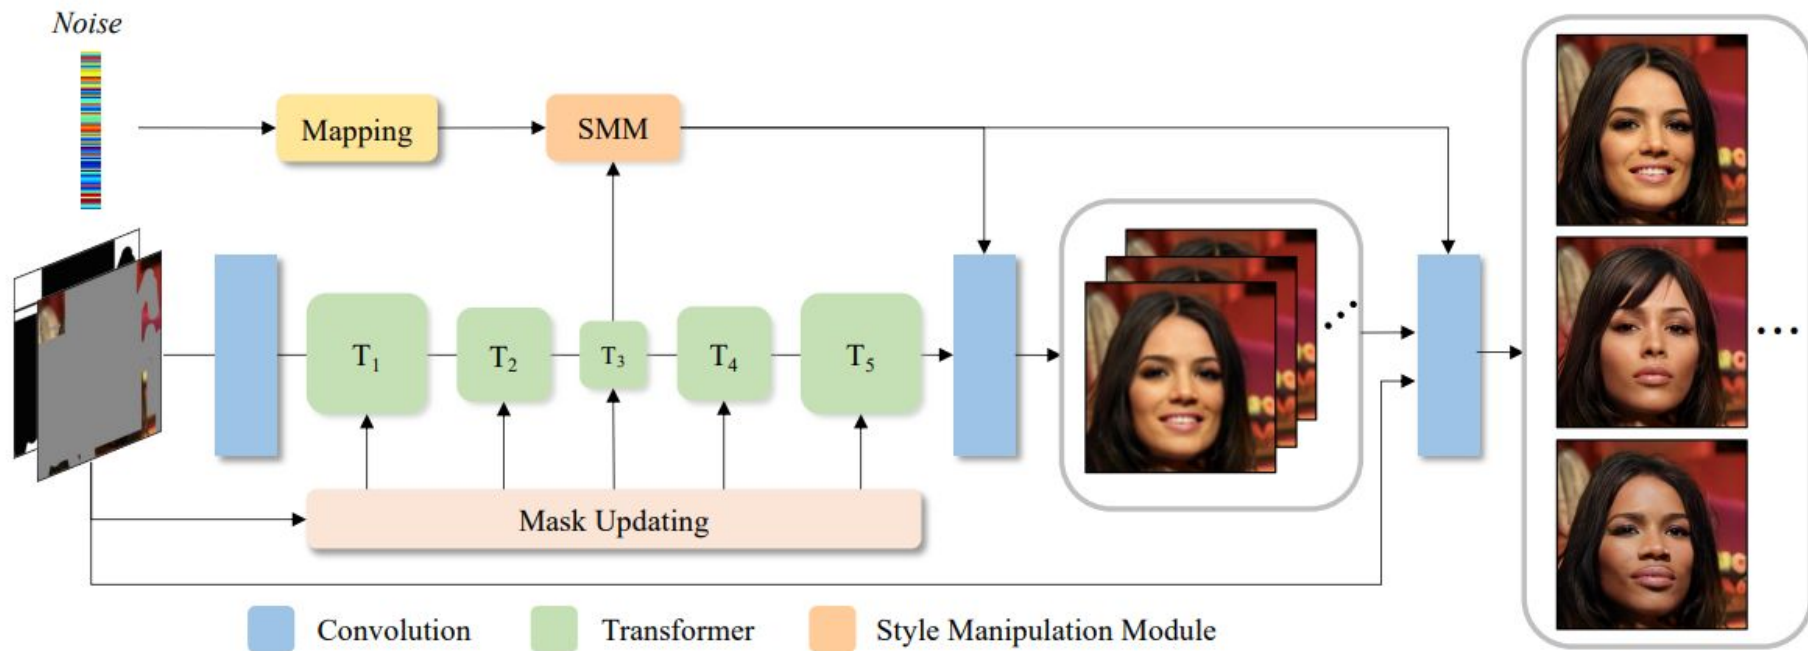 Noise
Mapping
SMM
T₁
T₂
T₃
T₄
T₅
Mask Updating
Convolution
Transformer
Style Manipulation Module